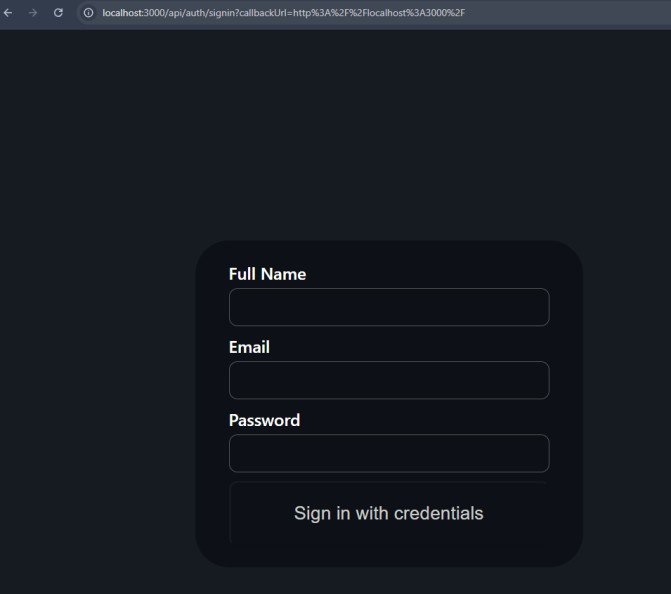 localhost:3000/api/auth/signin?callbackUrl=http%3A%2F%2Flocalhost%3A3000%2F
Full Name
Email
Password
Sign in with credentials